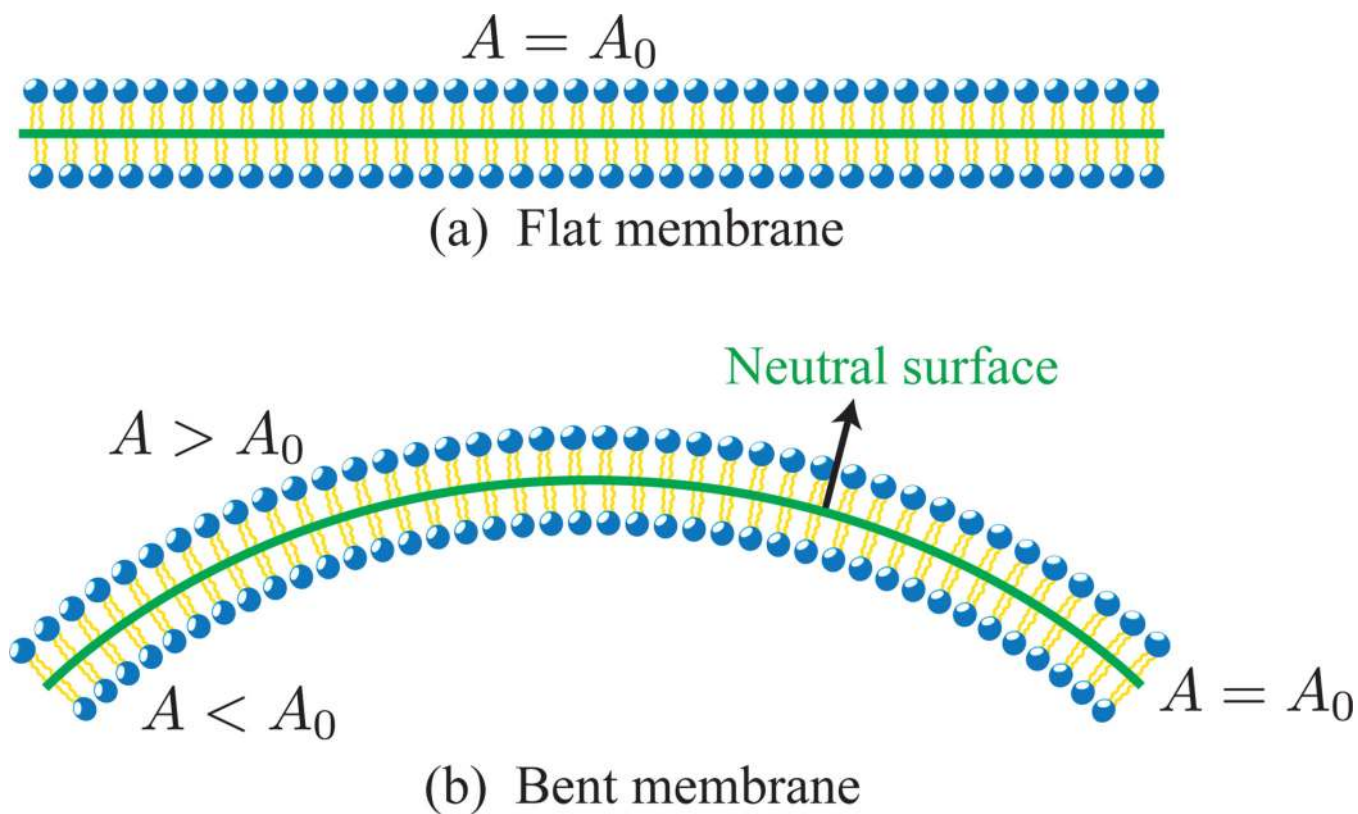 A = A₀
(a) Flat membrane
Neutral surface
A > A₀
A < A₀
A = A₀
(b) Bent membrane